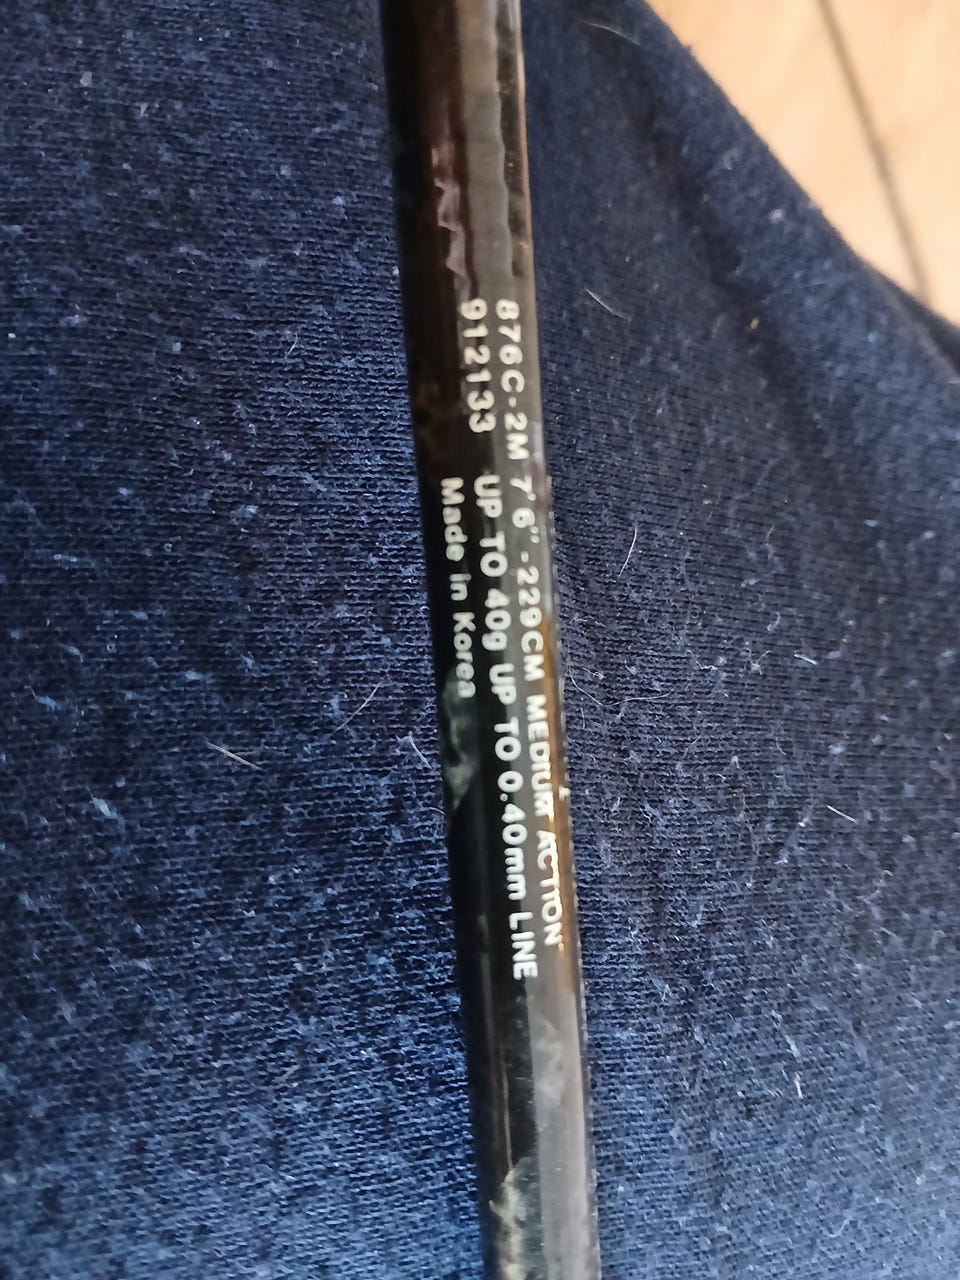 876C-2M 7'6"-229CM MEDIUM ACTION
912133 UP TO 40g UP TO 0.40mm LINE
Made in Korea